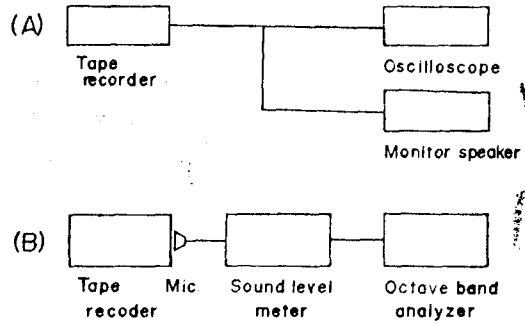 (A)
Tape
recorder
Oscilloscope
Monitor speaker
(B)
Tape Mic. Sound level Octave band
recoder meter analyzer